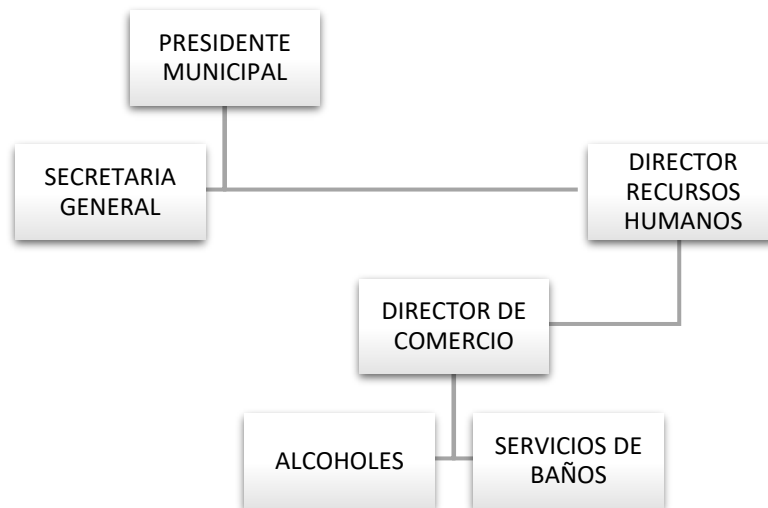 PRESIDENTE
MUNICIPAL
SECRETARIA
GENERAL
DIRECTOR
RECURSOS
HUMANOS
DIRECTOR DE
COMERCIO
ALCOHOLES
SERVICIOS DE
BAÑOS